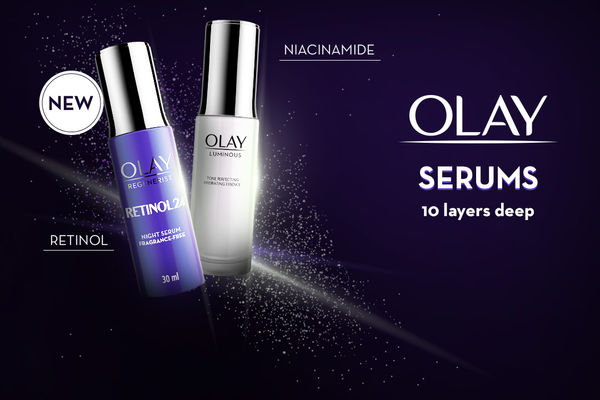 NIACINAMIDE
NEW
OLAY
REGENERIST
RETINOL24
NIGHT SERUM
FRAGRANCE-FREE
30 ml
RETINOL
OLAY
LUMINOUS
TONE PERFECTING
HYDRATING ESSENCE
OLAY
SERUMS
10 layers deep